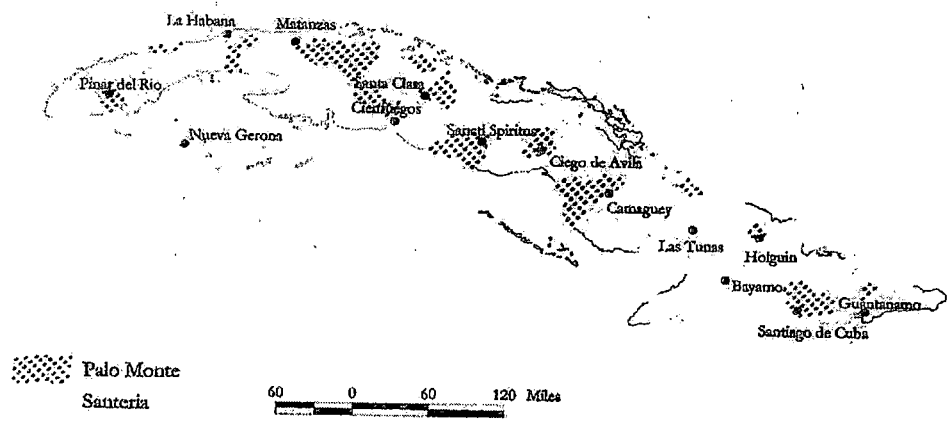 La Habana
Matanzas
Pinar del Rio
Santa Clara
Cienfuegos
Nueva Gerona
Sancti Spiritus
Ciego de Avila
Camaguey
Las Tunas
Holguin
Bayamo
Guantanamo
Santiago de Cuba
Palo Monte
Santeria
60 0 60 120 Miles